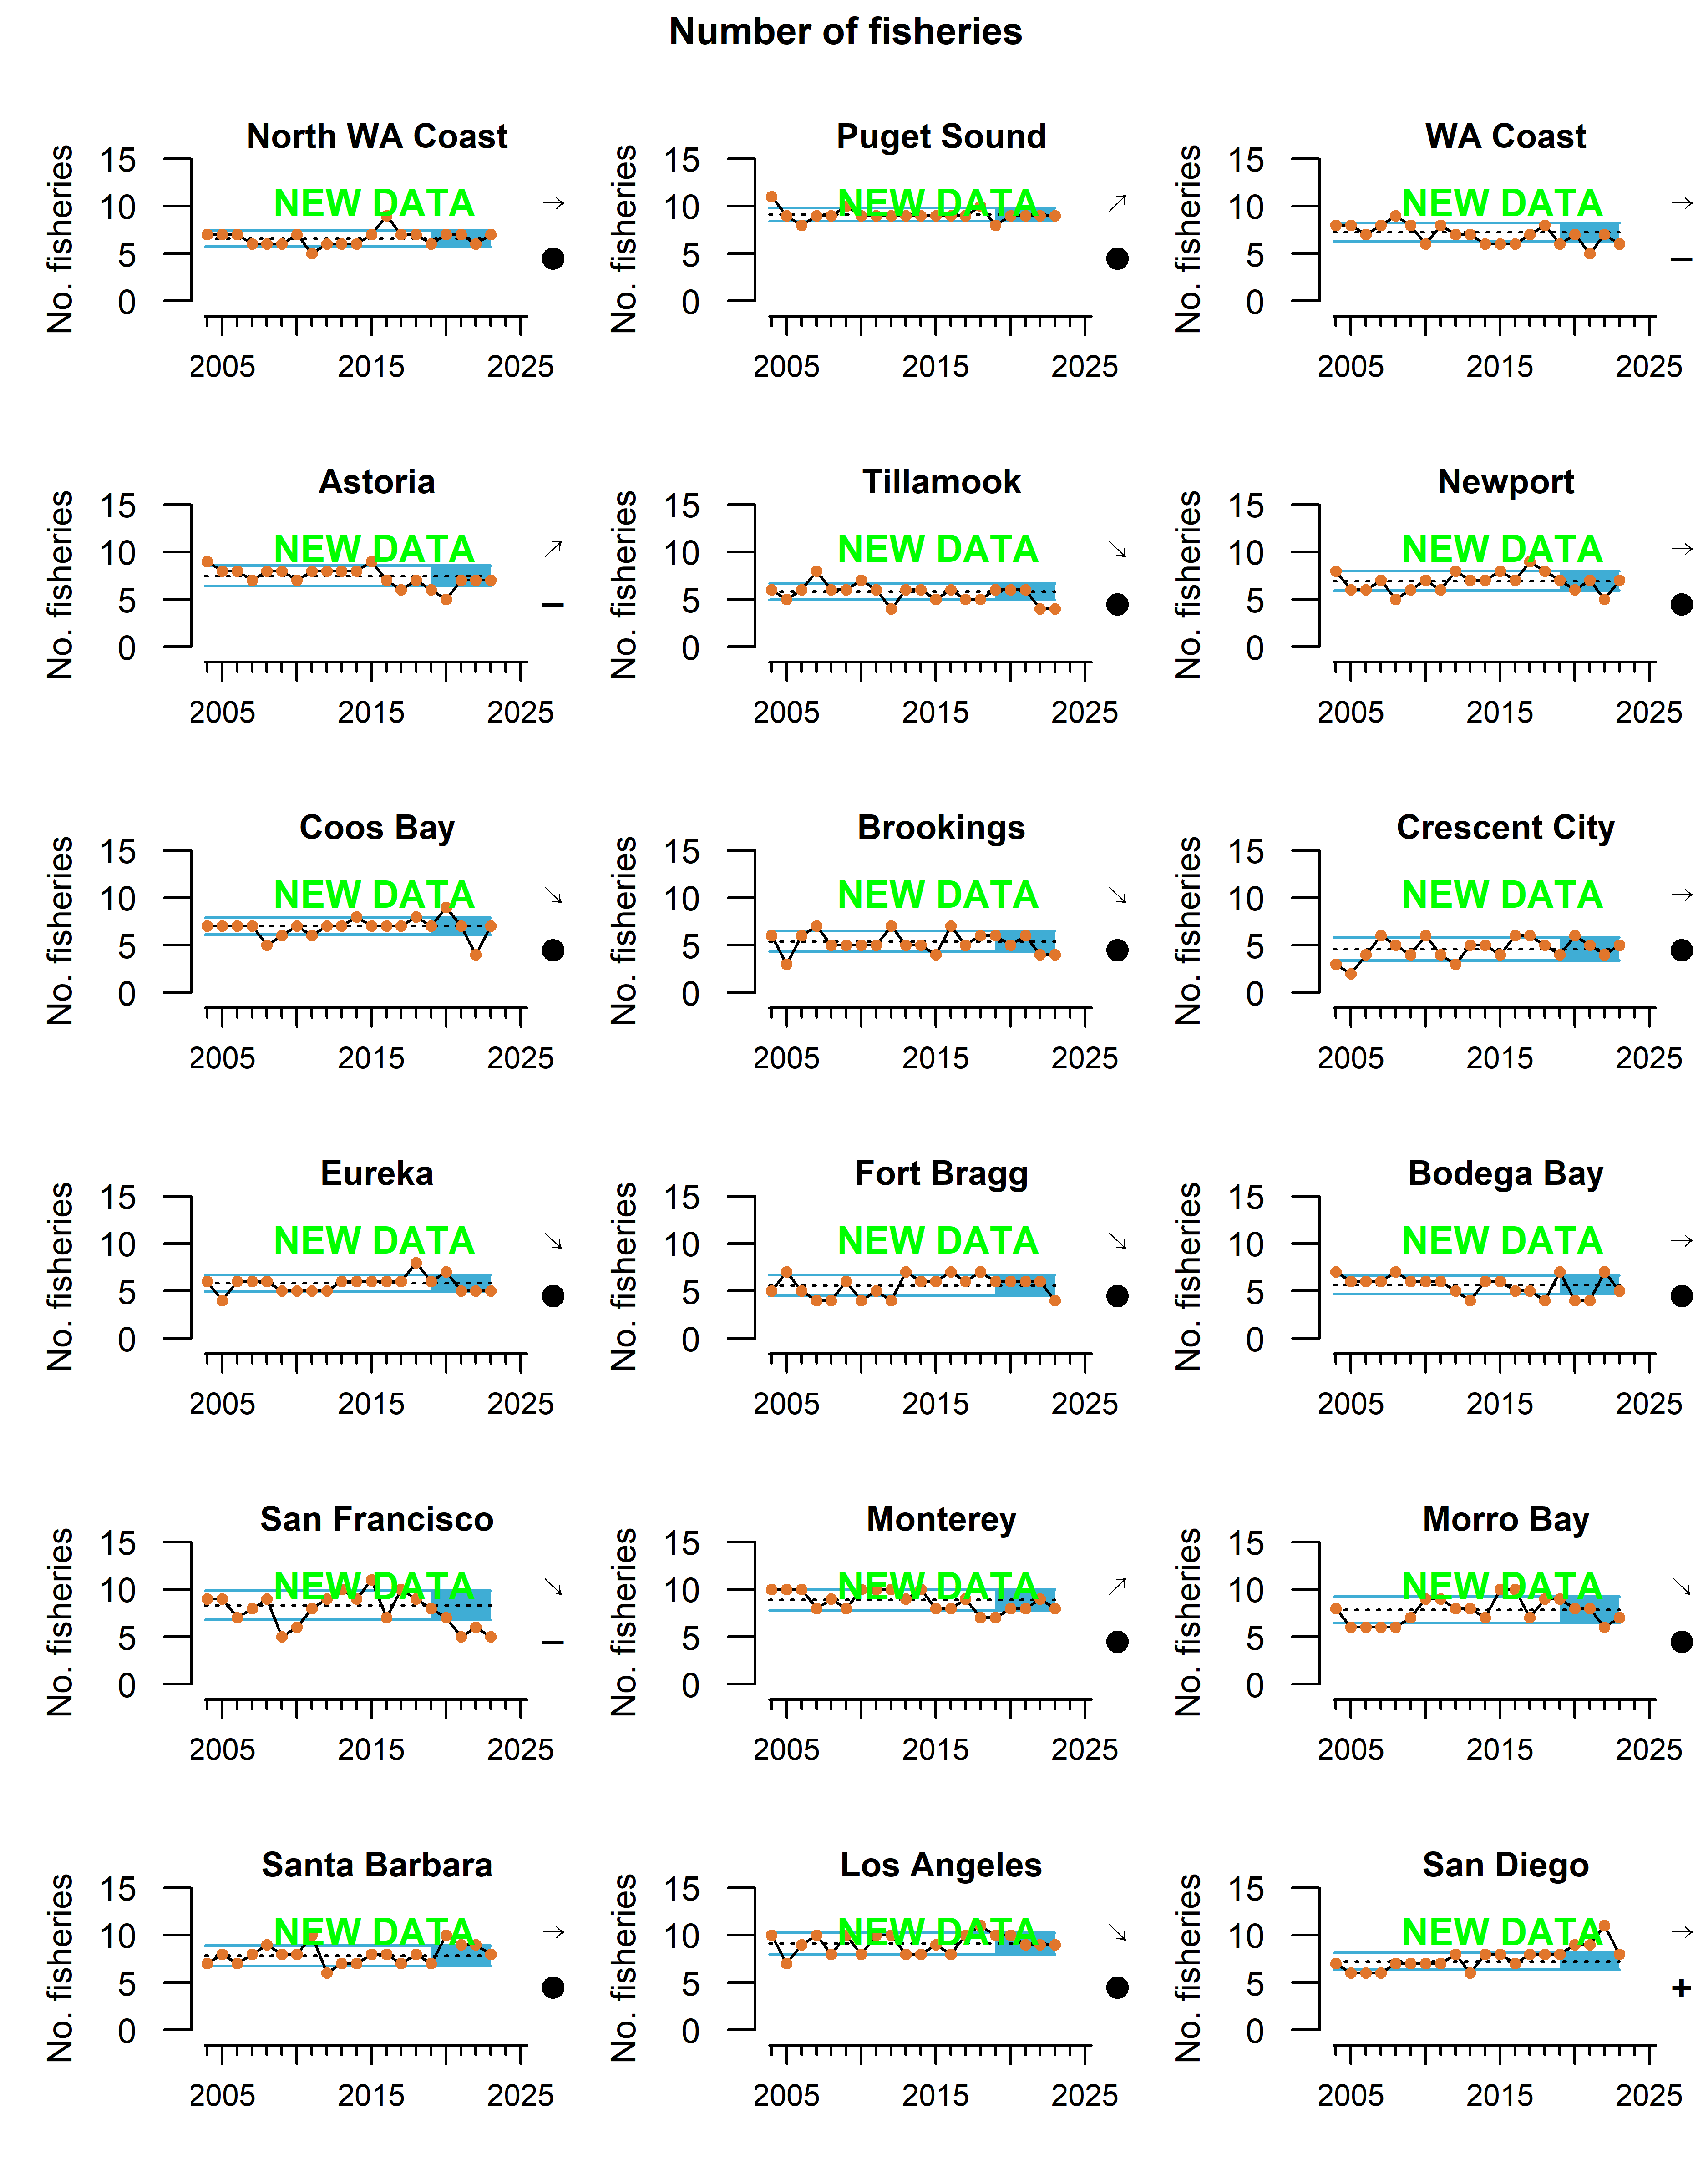 Number of fisheries
North WA Coast
No. fisheries
15
10
5
0
NEW DATA
2005 2015 2025
Puget Sound
No. fisheries
15
10
5
0
NEW DATA
2005 2015 2025
WA Coast
No. fisheries
15
10
5
0
NEW DATA
–
2005 2015 2025
Astoria
No. fisheries
15
10
5
0
NEW DATA
–
2005 2015 2025
Tillamook
No. fisheries
15
10
5
0
NEW DATA
2005 2015 2025
Newport
No. fisheries
15
10
5
0
NEW DATA
2005 2015 2025
Coos Bay
No. fisheries
15
10
5
0
NEW DATA
2005 2015 2025
Brookings
No. fisheries
15
10
5
0
NEW DATA
2005 2015 2025
Crescent City
No. fisheries
15
10
5
0
NEW DATA
2005 2015 2025
Eureka
No. fisheries
15
10
5
0
NEW DATA
2005 2015 2025
Fort Bragg
No. fisheries
15
10
5
0
NEW DATA
2005 2015 2025
Bodega Bay
No. fisheries
15
10
5
0
NEW DATA
2005 2015 2025
San Francisco
No. fisheries
15
10
5
0
NEW DATA
–
2005 2015 2025
Monterey
No. fisheries
15
10
5
0
NEW DATA
2005 2015 2025
Morro Bay
No. fisheries
15
10
5
0
NEW DATA
2005 2015 2025
Santa Barbara
No. fisheries
15
10
5
0
NEW DATA
2005 2015 2025
Los Angeles
No. fisheries
15
10
5
0
NEW DATA
2005 2015 2025
San Diego
No. fisheries
15
10
5
0
NEW DATA
+
2005 2015 2025